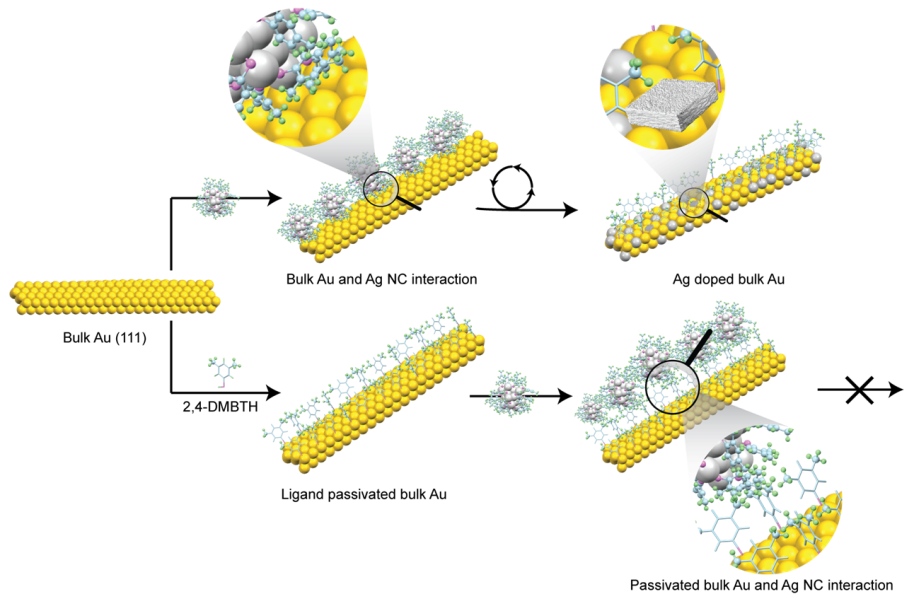 Bulk Au and Ag NC interaction
Ag doped bulk Au
Bulk Au (111)
2,4-DMBTH
Ligand passivated bulk Au
Passivated bulk Au and Ag NC interaction